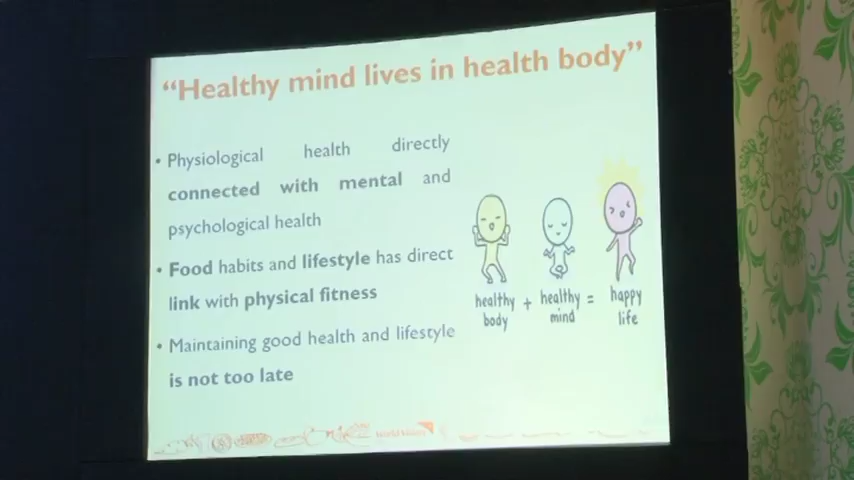 “Healthy mind lives in health body”
• Physiological health directly
connected with mental and
psychological health
• Food habits and lifestyle has direct
link with physical fitness
• Maintaining good health and lifestyle
is not too late
healthy + healthy = happy
body mind life